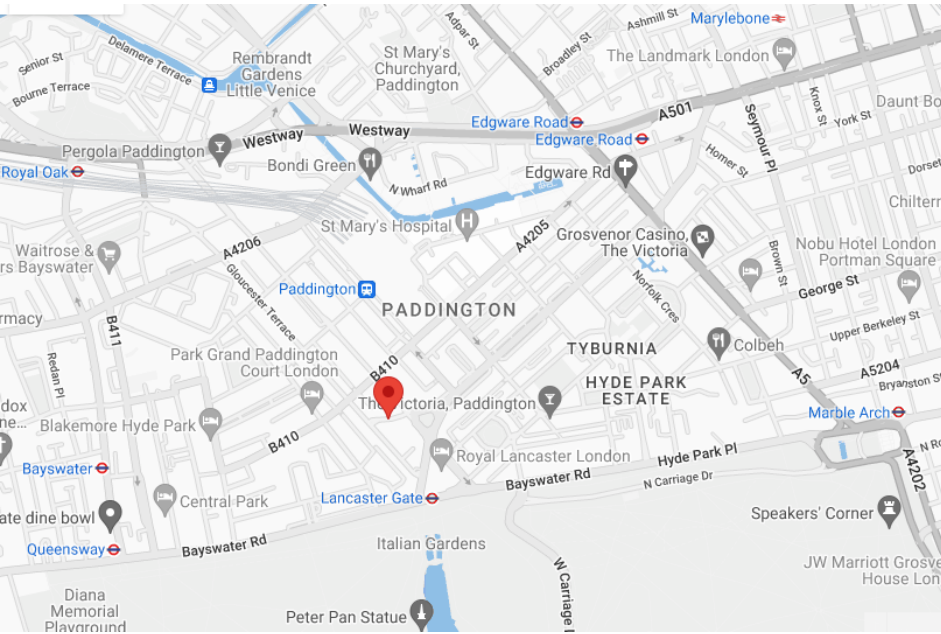 Marylebone
Ashmill St
Adpar St
Broadley St
The Landmark London
Senior St
Delamere Terrace
Rembrandt
Gardens
Little Venice
St Mary's
Churchyard,
Paddington
Bourne Terrace
Knox St
Daunt Bo
A501
Seymour Pl
York St
Edgware Road
Westway
Westway
Edgware Road
Pergola Paddington
Homer St
Dorset
Royal Oak
Bondi Green
Edgware Rd
N Wharf Rd
Chiltern
St Mary's Hospital
A4205
Grosvenor Casino,
The Victoria
A4206
Waitrose &
rs Bayswater
Brown St
Nobu Hotel London
Portman Square
Gloucester Terrace
Norfolk Cres
George St
Paddington
PADDINGTON
rmacy
B411
Upper Berkeley St
Colbeh
TYBURNIA
Park Grand Paddington
Court London
Redan Pl
B410
A5
A5204
HYDE PARK
ESTATE
Bryanston St
dox
ne...
The Victoria, Paddington
Marble Arch
Blakemore Hyde Park
B410
N Ro
Hyde Park Pl
Royal Lancaster London
Bayswater
A4202
Bayswater Rd
N Carriage Dr
Central Park
Lancaster Gate
ate dine bowl
Speakers' Corner
Bayswater Rd
Italian Gardens
Queensway
JW Marriott Grosve
House Lon
W Carriage D
Diana
Memorial
Playground
Peter Pan Statue